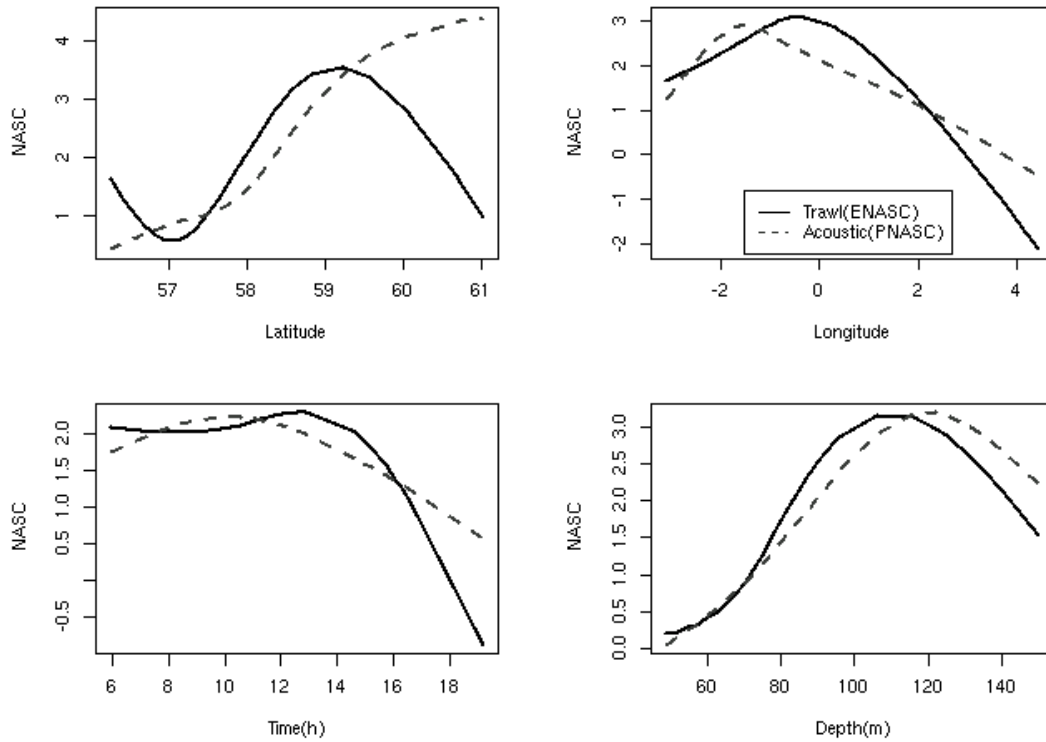 NASC
4
3
2
1
57 58 59 60 61
Latitude
NASC
3
2
1
0
-1
-2
Trawl(ENASC)
Acoustic(PNASC)
-2 0 2 4
Longitude
NASC
2.0
1.5
1.0
0.5
-0.5
6 8 10 12 14 16 18
Time(h)
NASC
3.0
2.5
2.0
1.5
1.0
0.5
0.0
60 80 100 120 140
Depth(m)